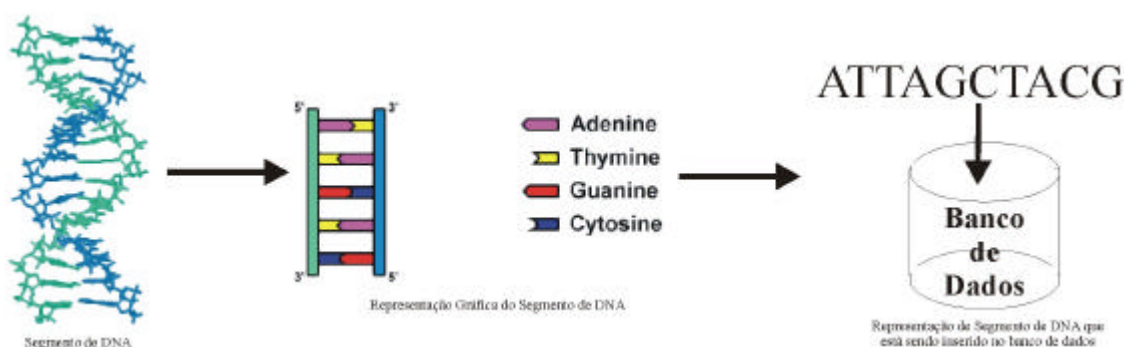 Segmento de DNA
5' 3'
3' 5'
Adenine
Thymine
Guanine
Cytosine
Representação Gráfica do Segmento de DNA
ATTAGCTACG
Banco
de
Dados
Representação de Segmento de DNA que
está sendo inserido no banco de dados